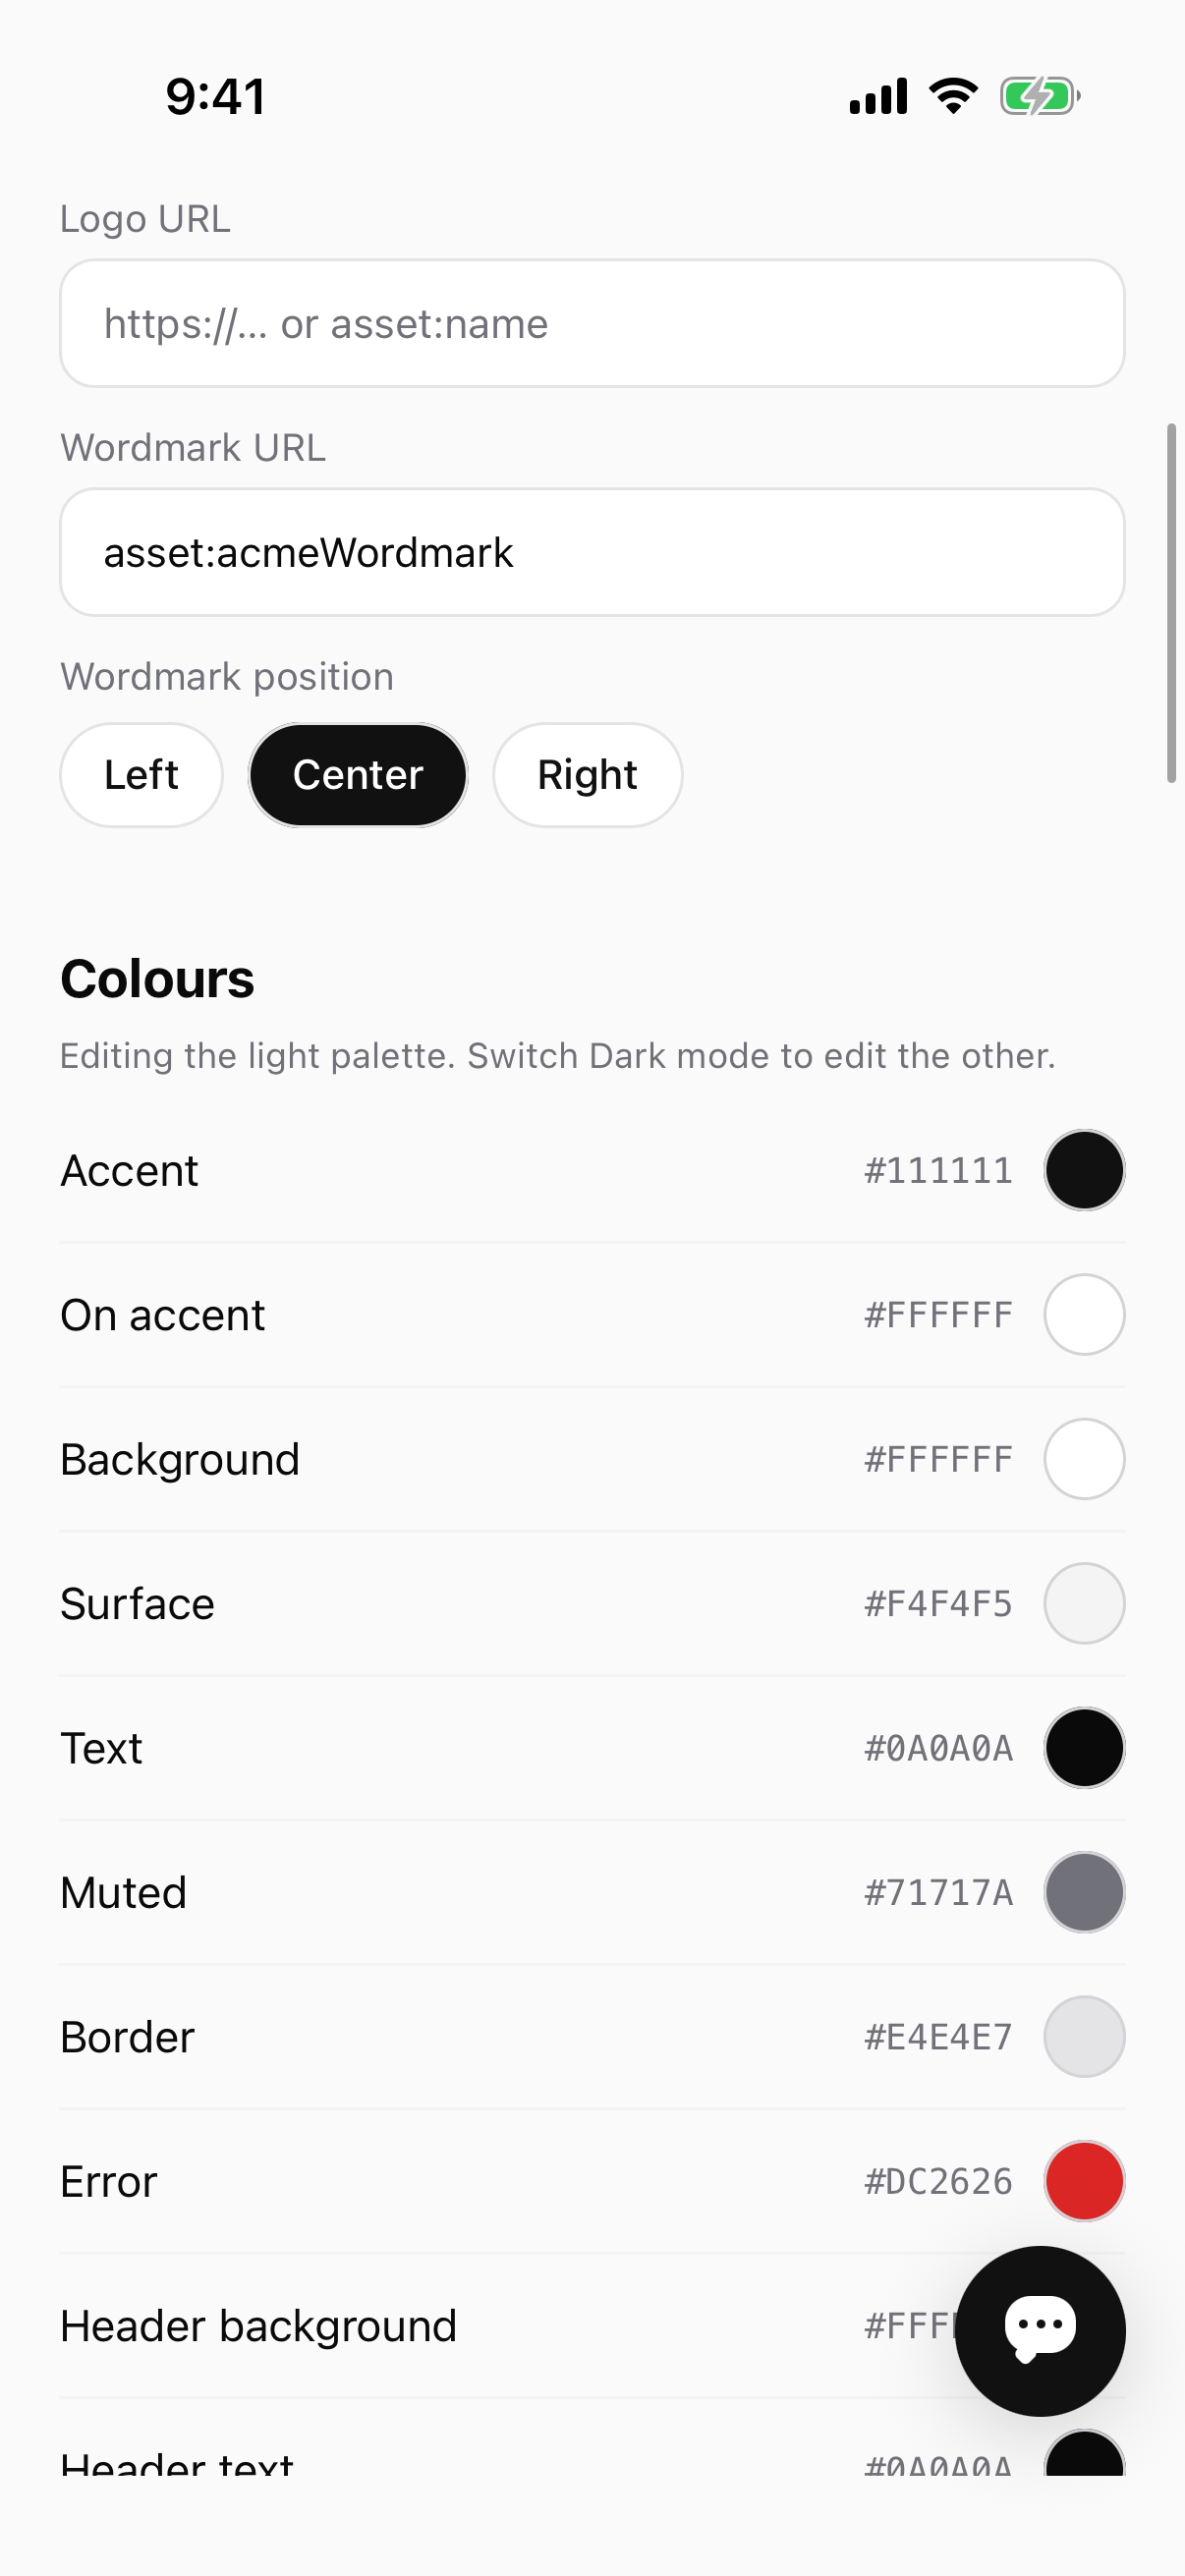 9:41
Logo URL
https://... or asset:name
Wordmark URL
asset:acmeWordmark
Wordmark position
Left Center Right
Colours
Editing the light palette. Switch Dark mode to edit the other.
Accent #111111
On accent #FFFFFF
Background #FFFFFF
Surface #F4F4F5
Text #0A0A0A
Muted #71717A
Border #E4E4E7
Error #DC2626
Header background #FFF
Header text #0A0A0A